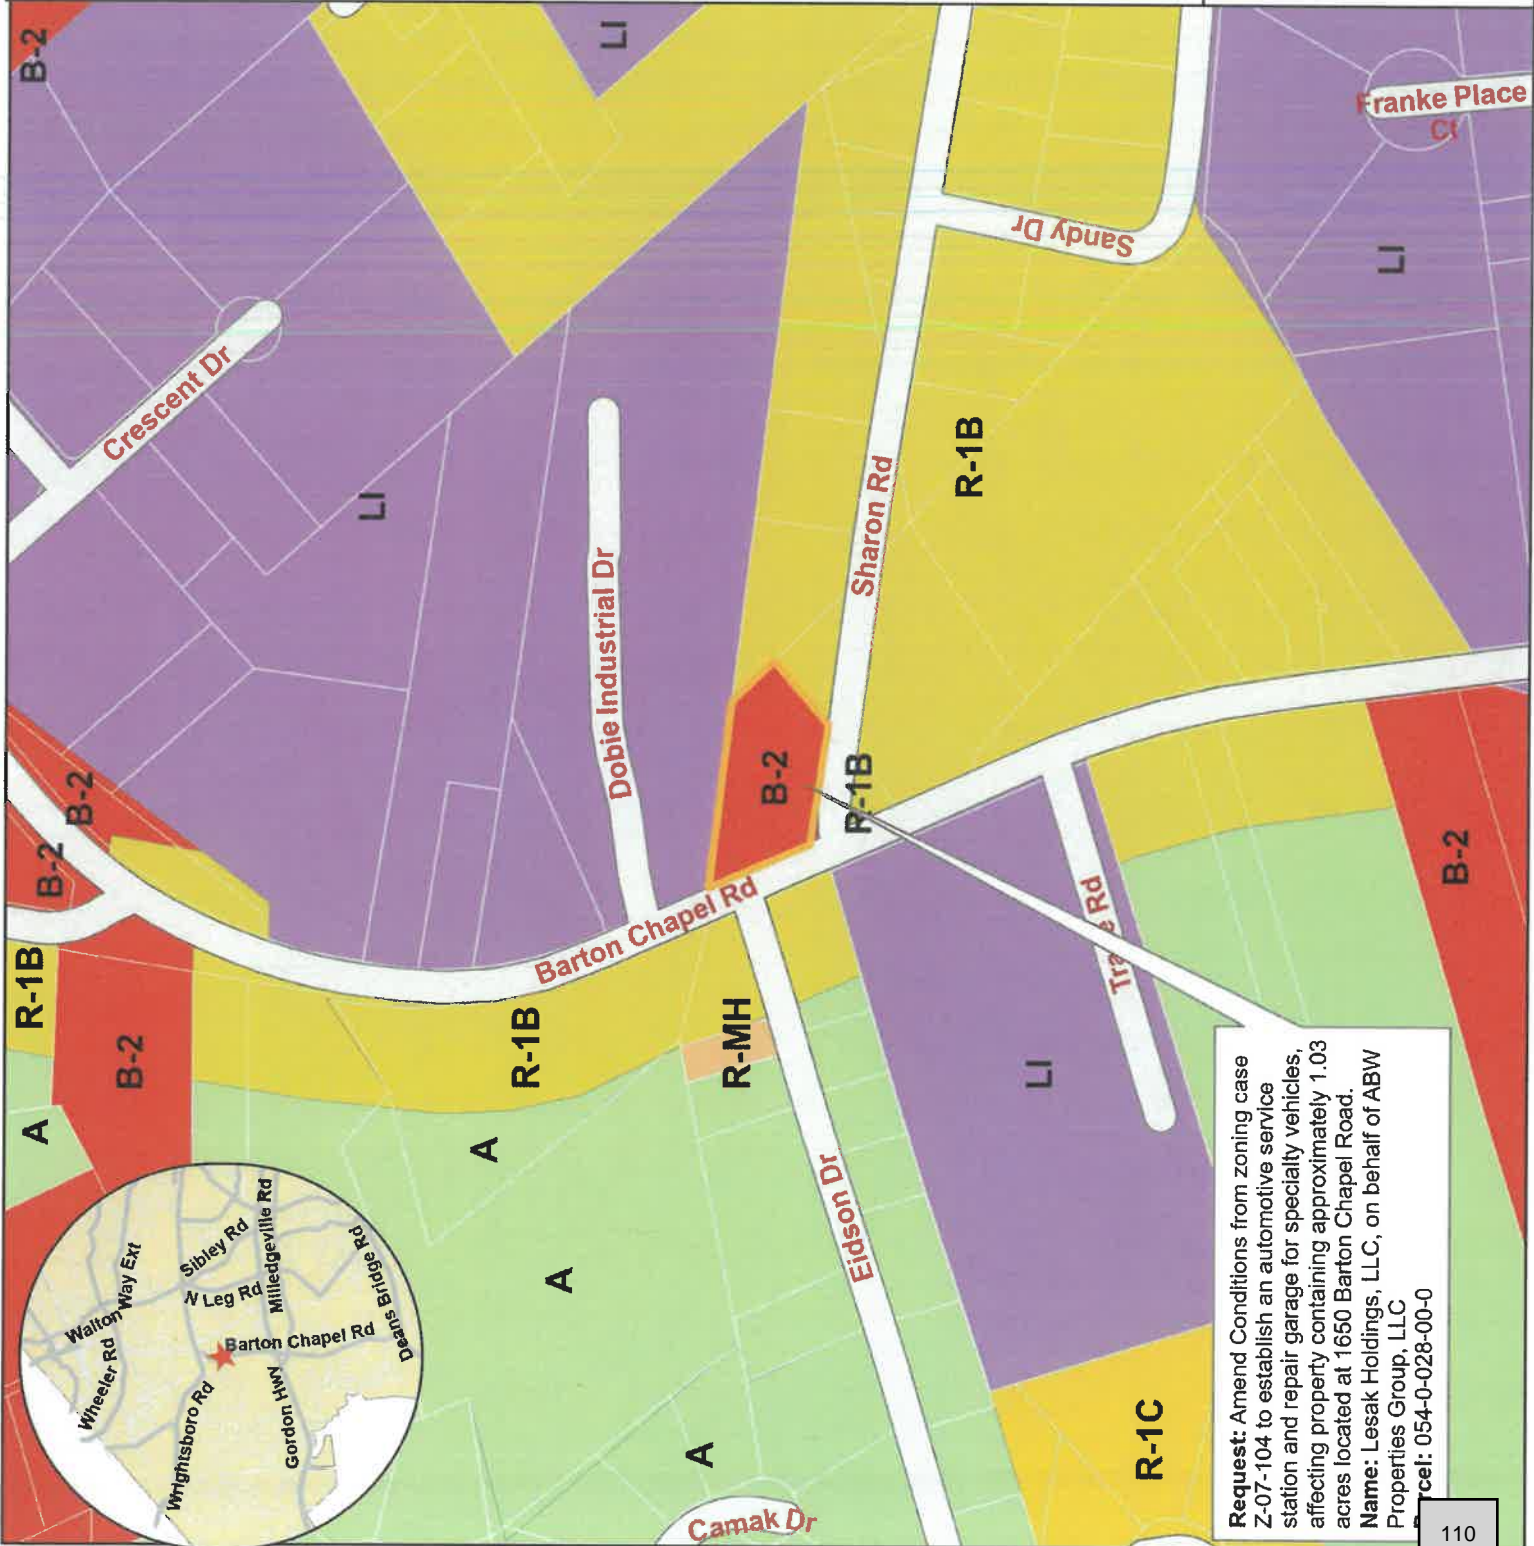 B-2
LI
Franke Place
Ct
Sandy Dr
LI
Crescent Dr
LI
R-1B
Sharon Rd
Dobie Industrial Dr
B-2
R-1B
B-2
B-2
B-2
Barton Chapel Rd
R-1B
B-2
R-1B
R-MH
LI
A
A
A
A
Eidson Dr
R-1C
Camak Dr
Walton Way Ext
Wheeler Rd
Sibley Rd
N Leg Rd
Milledgeville Rd
Deans Bridge Rd
Barton Chapel Rd
Wrightsboro Rd
Gordon Hwy
Request: Amend Conditions from zoning case
Z-07-104 to establish an automotive service
station and repair garage for specialty vehicles,
affecting property containing approximately 1.03
acres located at 1650 Barton Chapel Road.
Name: Lesak Holdings, LLC, on behalf of ABW
Properties Group, LLC
054-0-028-00-0
110